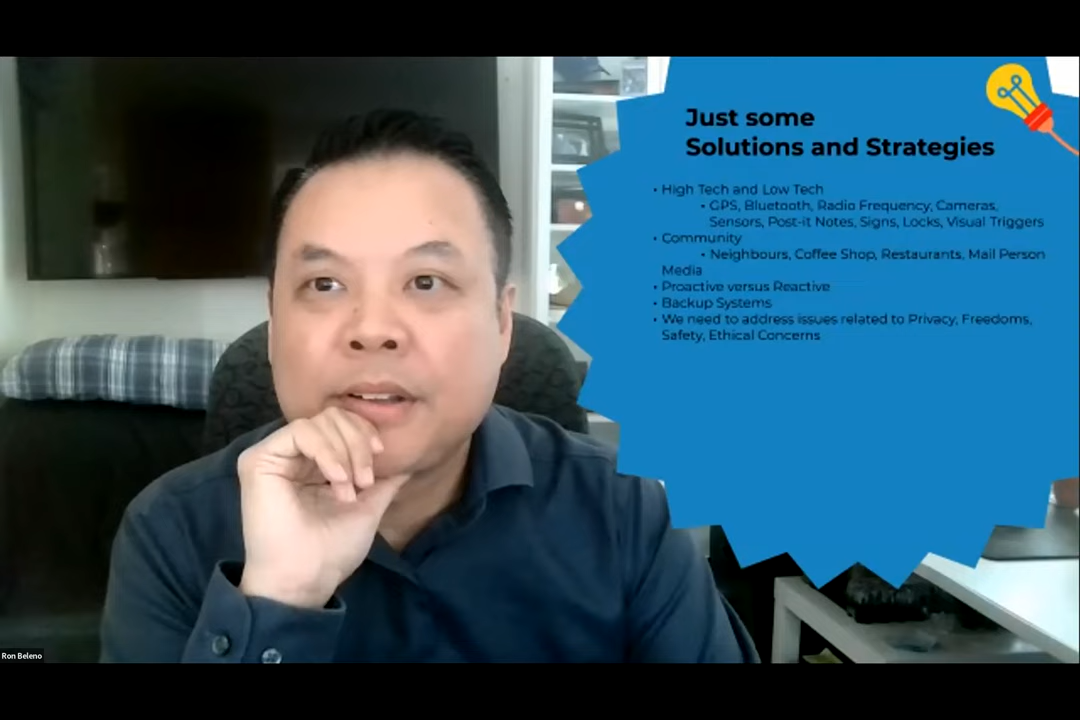 Just some
Solutions and Strategies
• High Tech and Low Tech
• GPS, Bluetooth, Radio Frequency, Cameras,
Sensors, Post-it Notes, Signs, Locks, Visual Triggers
• Community
• Neighbours, Coffee Shop, Restaurants, Mail Person
Media
• Proactive versus Reactive
• Backup Systems
• We need to address issues related to Privacy, Freedoms,
Safety, Ethical Concerns
Ron Beleno